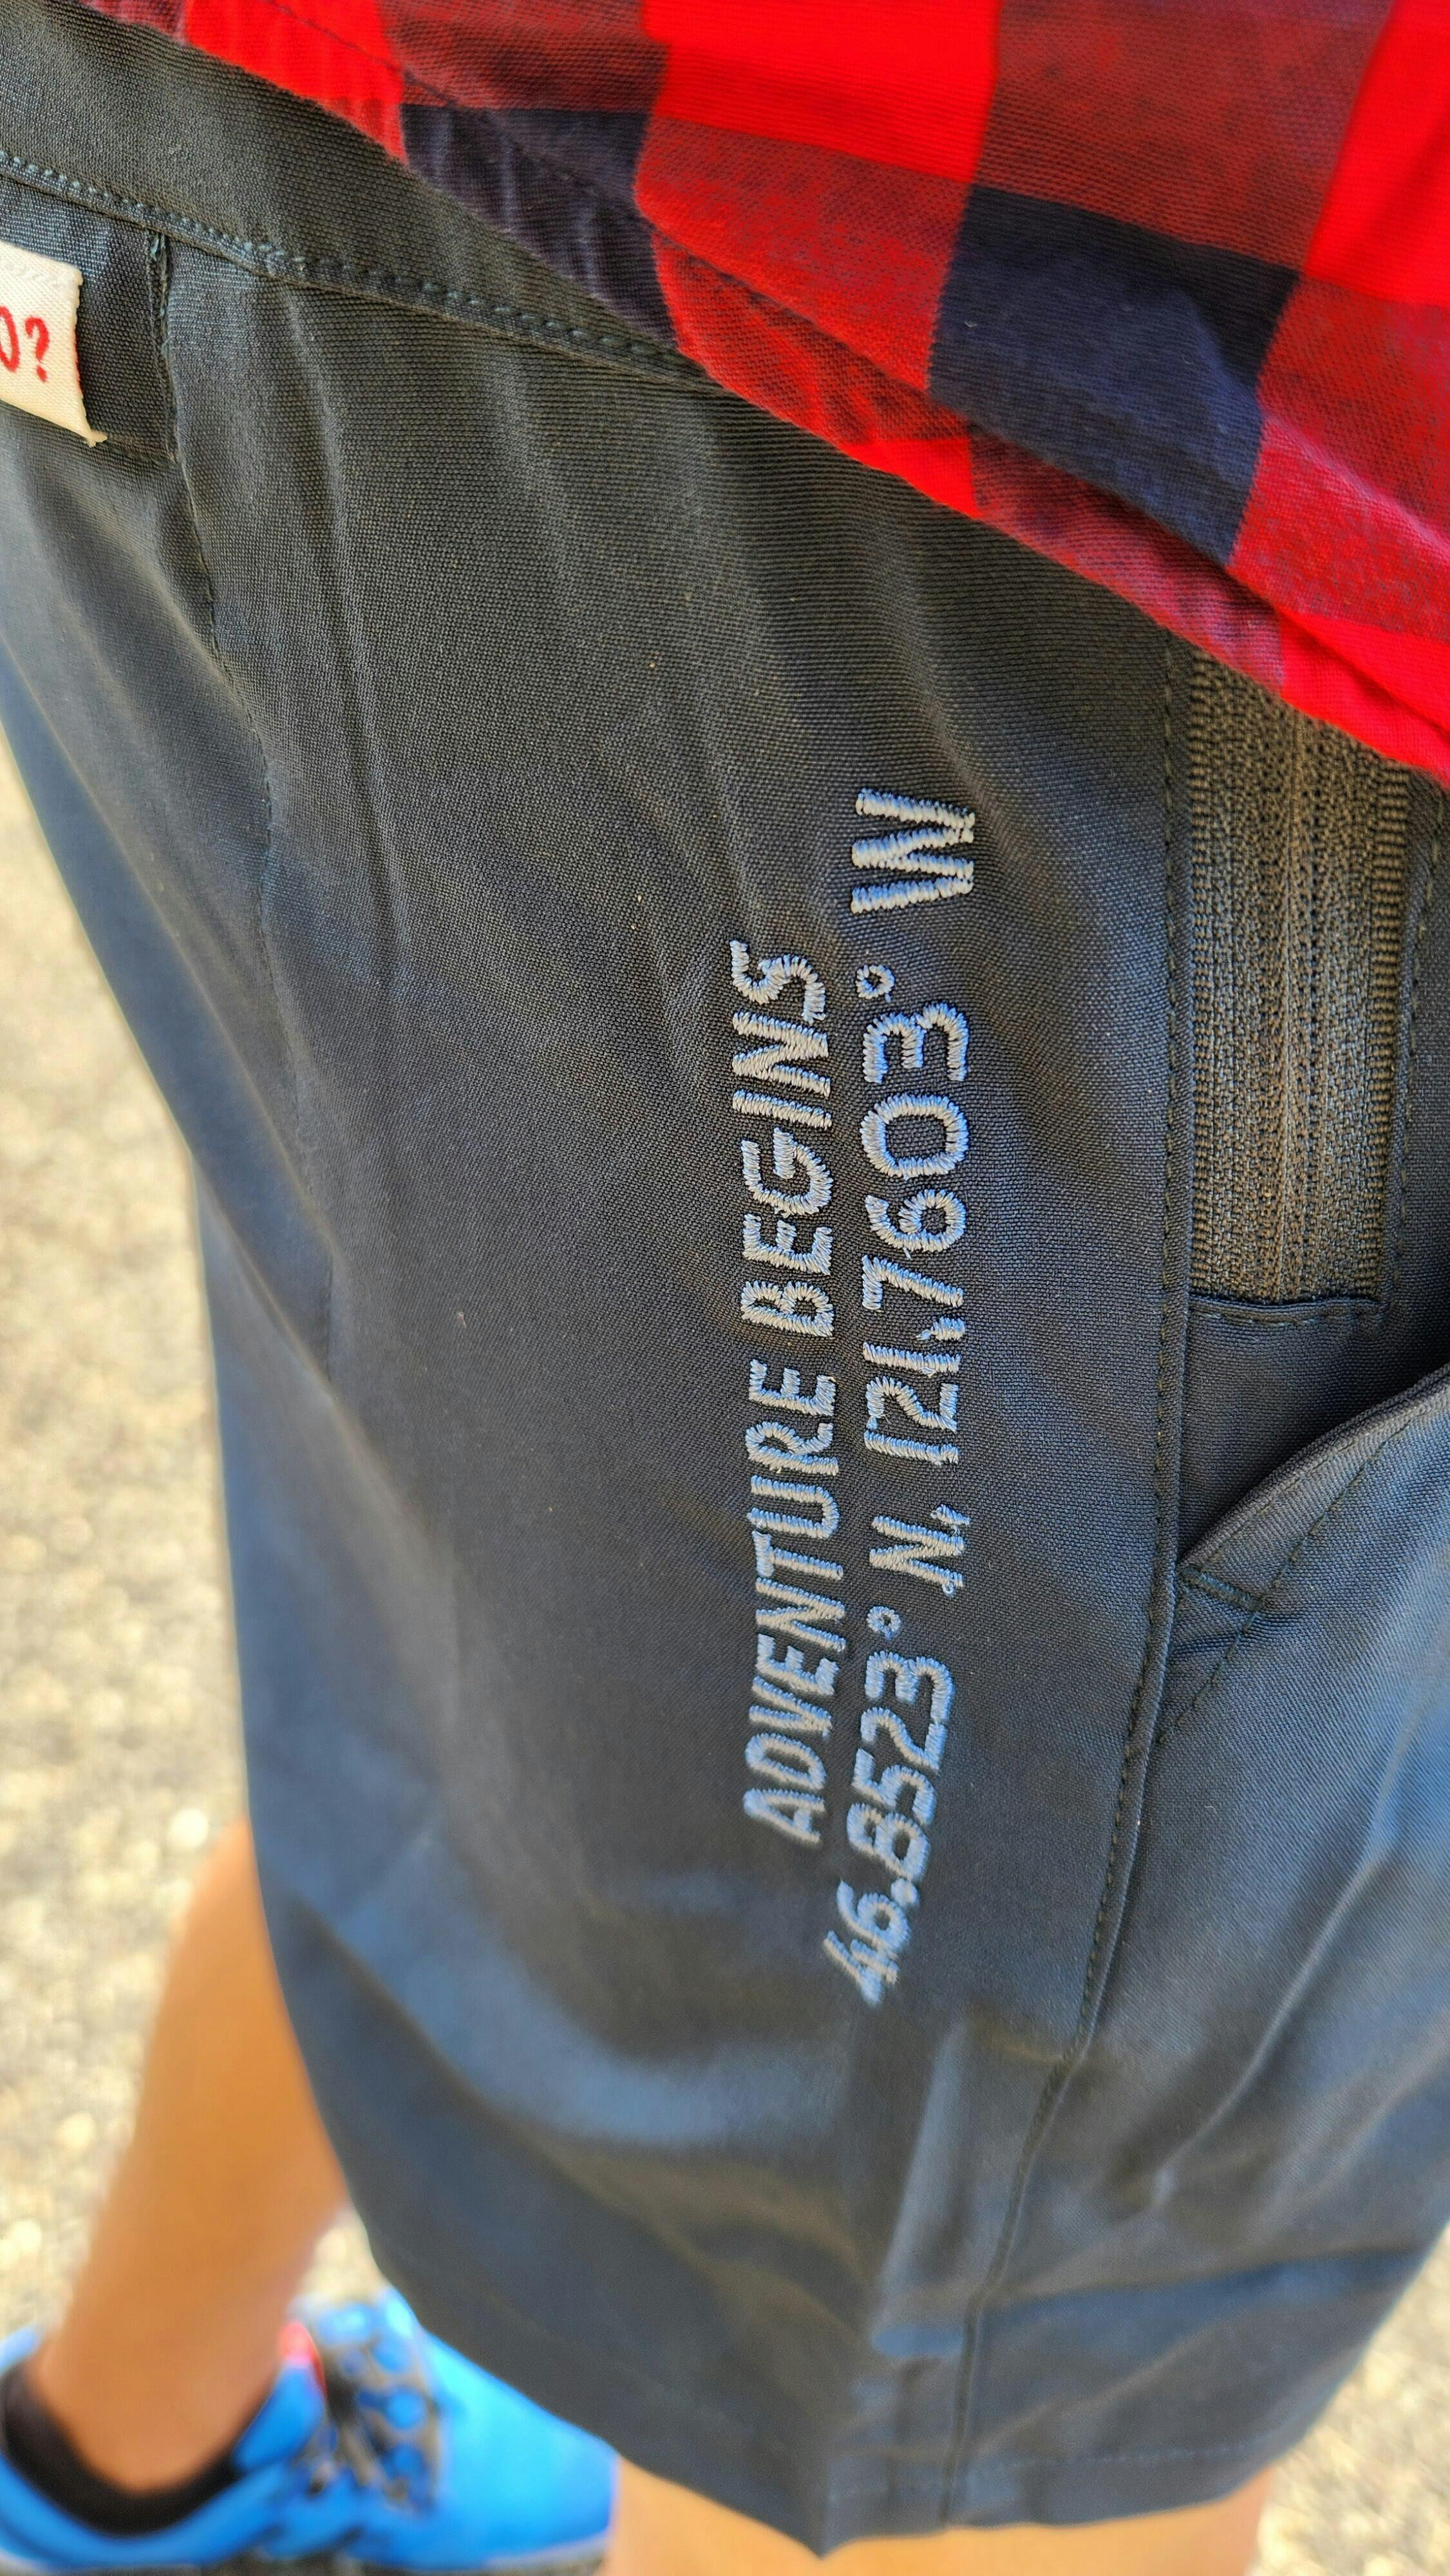 O?
ADVENTURE BEGINS
46.8523° N, 121.7603° W